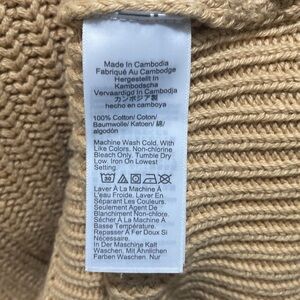 Made In Cambodia
Fabriqué Au Cambodge
Hergestellt In
Kambodscha
Vervaardigd In Cambodja
カンボジア製
hecho en camboya
100% Cotton/ Coton/
Baumwolle/ Katoen/ 綿/
algodón
Machine Wash Cold, With
Like Colors, Non-chlorine
Bleach Only. Tumble Dry
Low. Iron On Lowest
Setting.
30
Laver À La Machine À
L'eau Froide, Laver En
Séparant Les Couleurs.
Seulement Agent De
Blanchiment Non-chlore.
Sécher À La Machine À
Basse Température.
Repasser À Fer Doux Si
Nécessaire.
In Der Maschine Kalt
Waschen. Mit Ähnlichen
Farben Waschen. Nur